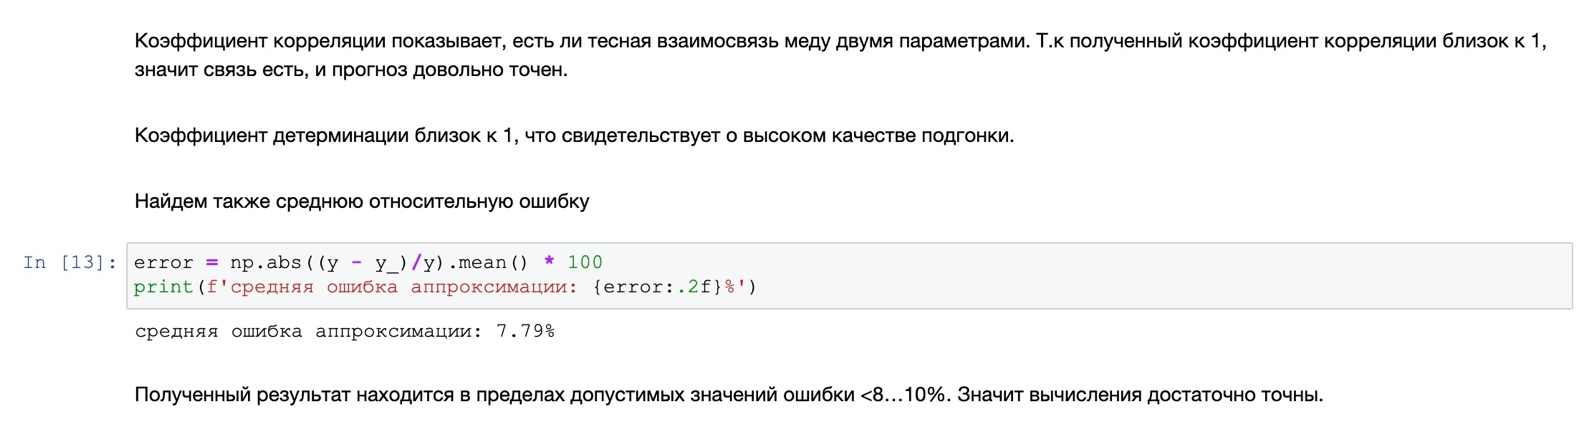 Коэффициент корреляции показывает, есть ли тесная взаимосвязь меду двумя параметрами. Т.к полученный коэффициент корреляции близок к 1,
значит связь есть, и прогноз довольно точен.
Коэффициент детерминации близок к 1, что свидетельствует о высоком качестве подгонки.
Найдем также среднюю относительную ошибку
In [13]: error = np.abs((y - y_)/y).mean() * 100
print(f'средняя ошибка аппроксимации: {error:.2f}%')
средняя ошибка аппроксимации: 7.79%
Полученный результат находится в пределах допустимых значений ошибки <8...10%. Значит вычисления достаточно точны.